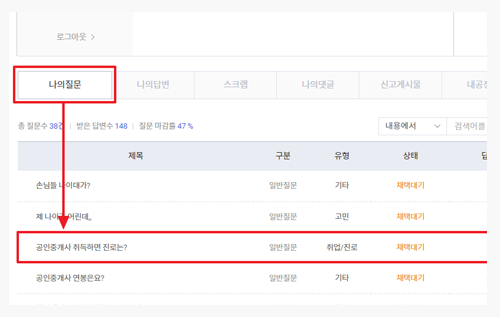 로그아웃 >
나의질문 나의답변 스크랩 나의댓글 신고게시물
총 질문수 38건 | 받은 답변수 148 | 질문 마감률 47 % 내용에서 검색어를
제목 구분 유형 상태
손님들 나이대가? 일반질문 기타 채택대기
제 나이 어린데,, 일반질문 고민 채택대기
공인중개사 취득하면 진로는? 일반질문 취업/진로 채택대기
공인중개사 연봉은요? 일반질문 기타 채택대기